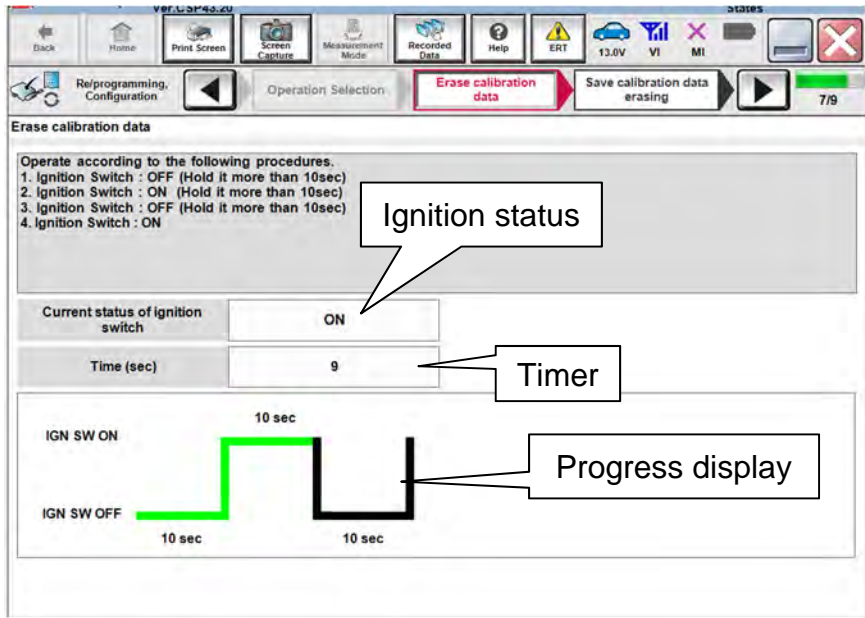 Ver.CSP43.20
States
Back
Home
Print Screen
Screen
Capture
Measurement
Mode
Recorded
Data
Help
ERT
13.0V
VI
MI
Re/programming,
Configuration
Operation Selection
Erase calibration
data
Save calibration data
erasing
7/9
Erase calibration data
Operate according to the following procedures.
1. Ignition Switch : OFF (Hold it more than 10sec)
2. Ignition Switch : ON (Hold it more than 10sec)
3. Ignition Switch : OFF (Hold it more than 10sec)
4. Ignition Switch : ON
Ignition status
Current status of ignition
switch
ON
Time (sec)
9
Timer
10 sec
IGN SW ON
Progress display
IGN SW OFF
10 sec
10 sec